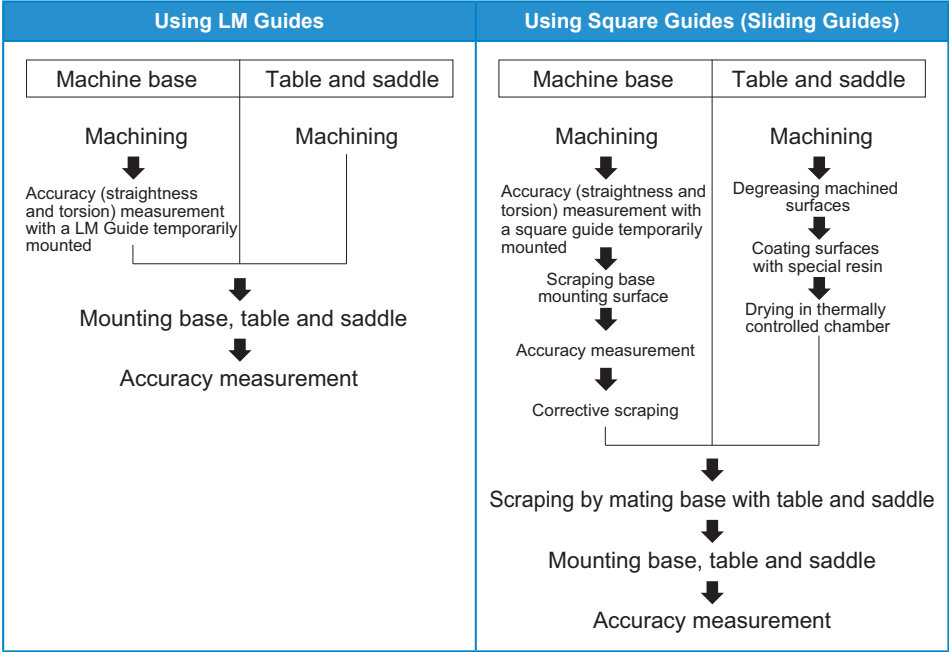 Using LM Guides
Machine base
Table and saddle
Machining
Machining
Accuracy (straightness
and torsion) measurement
with a LM Guide temporarily
mounted
Mounting base, table and saddle
Accuracy measurement
Using Square Guides (Sliding Guides)
Machine base
Table and saddle
Machining
Accuracy (straightness and
torsion) measurement with
a square guide temporarily
mounted
Scraping base
mounting surface
Accuracy measurement
Corrective scraping
Machining
Degreasing machined
surfaces
Coating surfaces
with special resin
Drying in thermally
controlled chamber
Scraping by mating base with table and saddle
Mounting base, table and saddle
Accuracy measurement